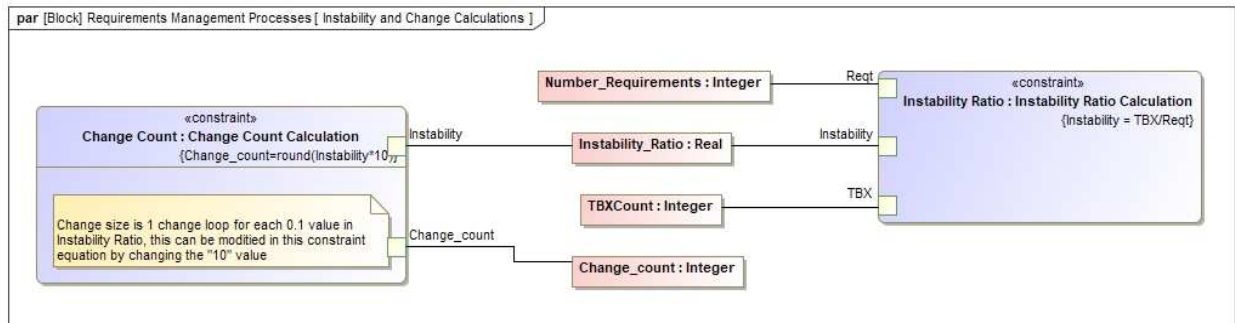 par [Block] Requirements Management Processes [ Instability and Change Calculations ]
Number_Requirements : Integer
Reqt
«constraint»
Instability Ratio : Instability Ratio Calculation
{Instability = TBX/Reqt}
«constraint»
Change Count : Change Count Calculation
{Change_count=round(Instability*10)}
Instability
Instability_Ratio : Real
Instability
TBXCount : Integer
TBX
Change size is 1 change loop for each 0.1 value in
Instability Ratio, this can be moditied in this constraint
equation by changing the "10" value
Change_count
Change_count : Integer